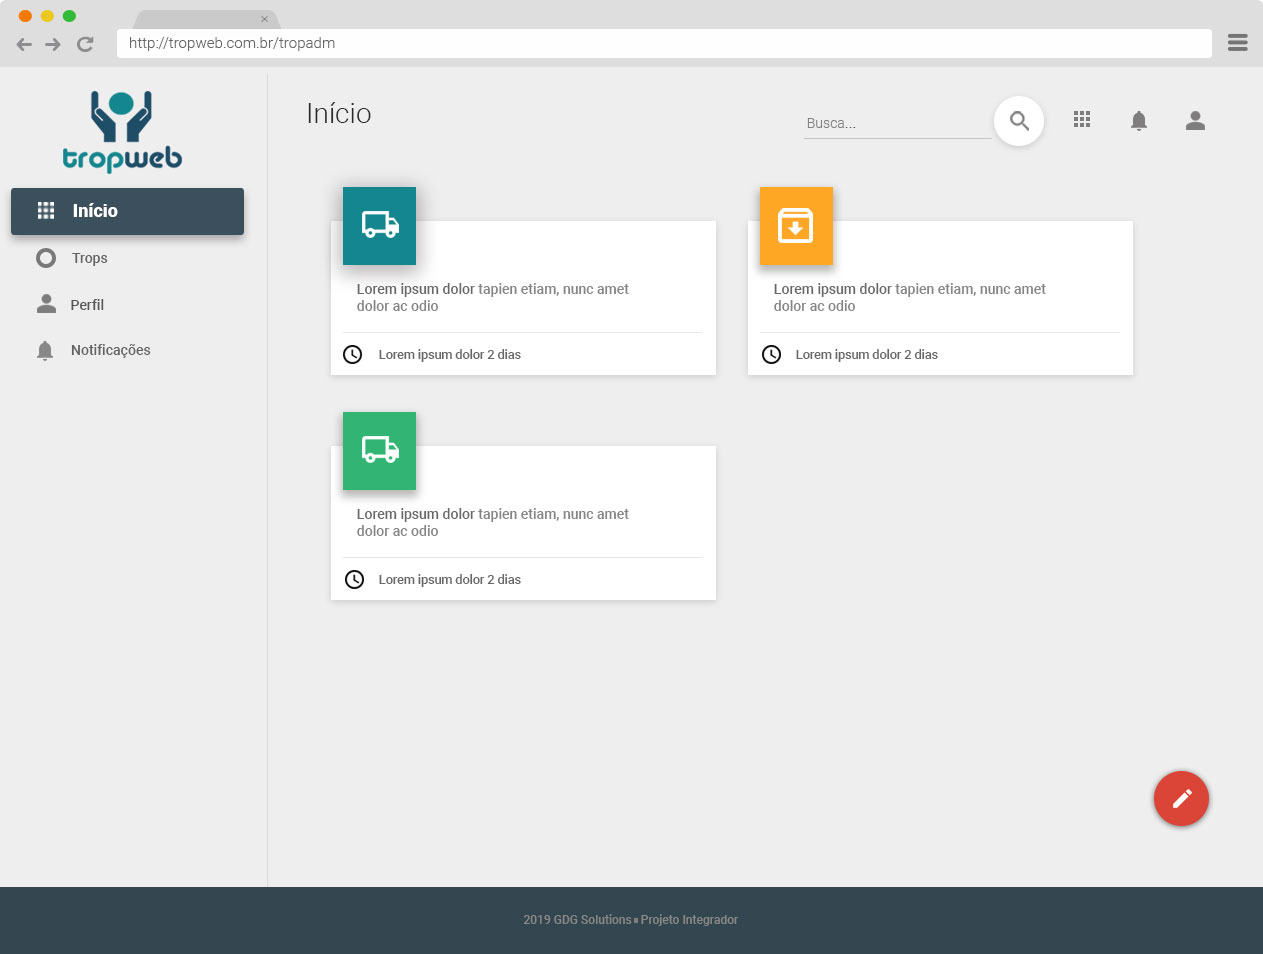 http://tropweb.com.br/tropadm
tropweb
Início
Trops
Perfil
Notificações
Início
Busca...
Lorem ipsum dolor tapien etiam, nunc amet
dolor ac odio
Lorem ipsum dolor 2 dias
Lorem ipsum dolor tapien etiam, nunc amet
dolor ac odio
Lorem ipsum dolor 2 dias
Lorem ipsum dolor tapien etiam, nunc amet
dolor ac odio
Lorem ipsum dolor 2 dias
2019 GDG Solutions▪Projeto Integrador